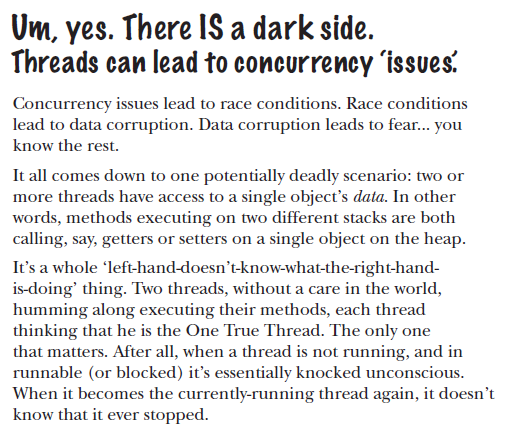 Um, yes. There IS a dark side.
Threads can lead to concurrency ‘issues’.
Concurrency issues lead to race conditions. Race conditions
lead to data corruption. Data corruption leads to fear... you
know the rest.
It all comes down to one potentially deadly scenario: two or
more threads have access to a single object’s data. In other
words, methods executing on two different stacks are both
calling, say, getters or setters on a single object on the heap.
It’s a whole ‘left-hand-doesn’t-know-what-the-right-hand-
is-doing’ thing. Two threads, without a care in the world,
humming along executing their methods, each thread
thinking that he is the One True Thread. The only one
that matters. After all, when a thread is not running, and in
runnable (or blocked) it’s essentially knocked unconscious.
When it becomes the currently-running thread again, it doesn’t
know that it ever stopped.